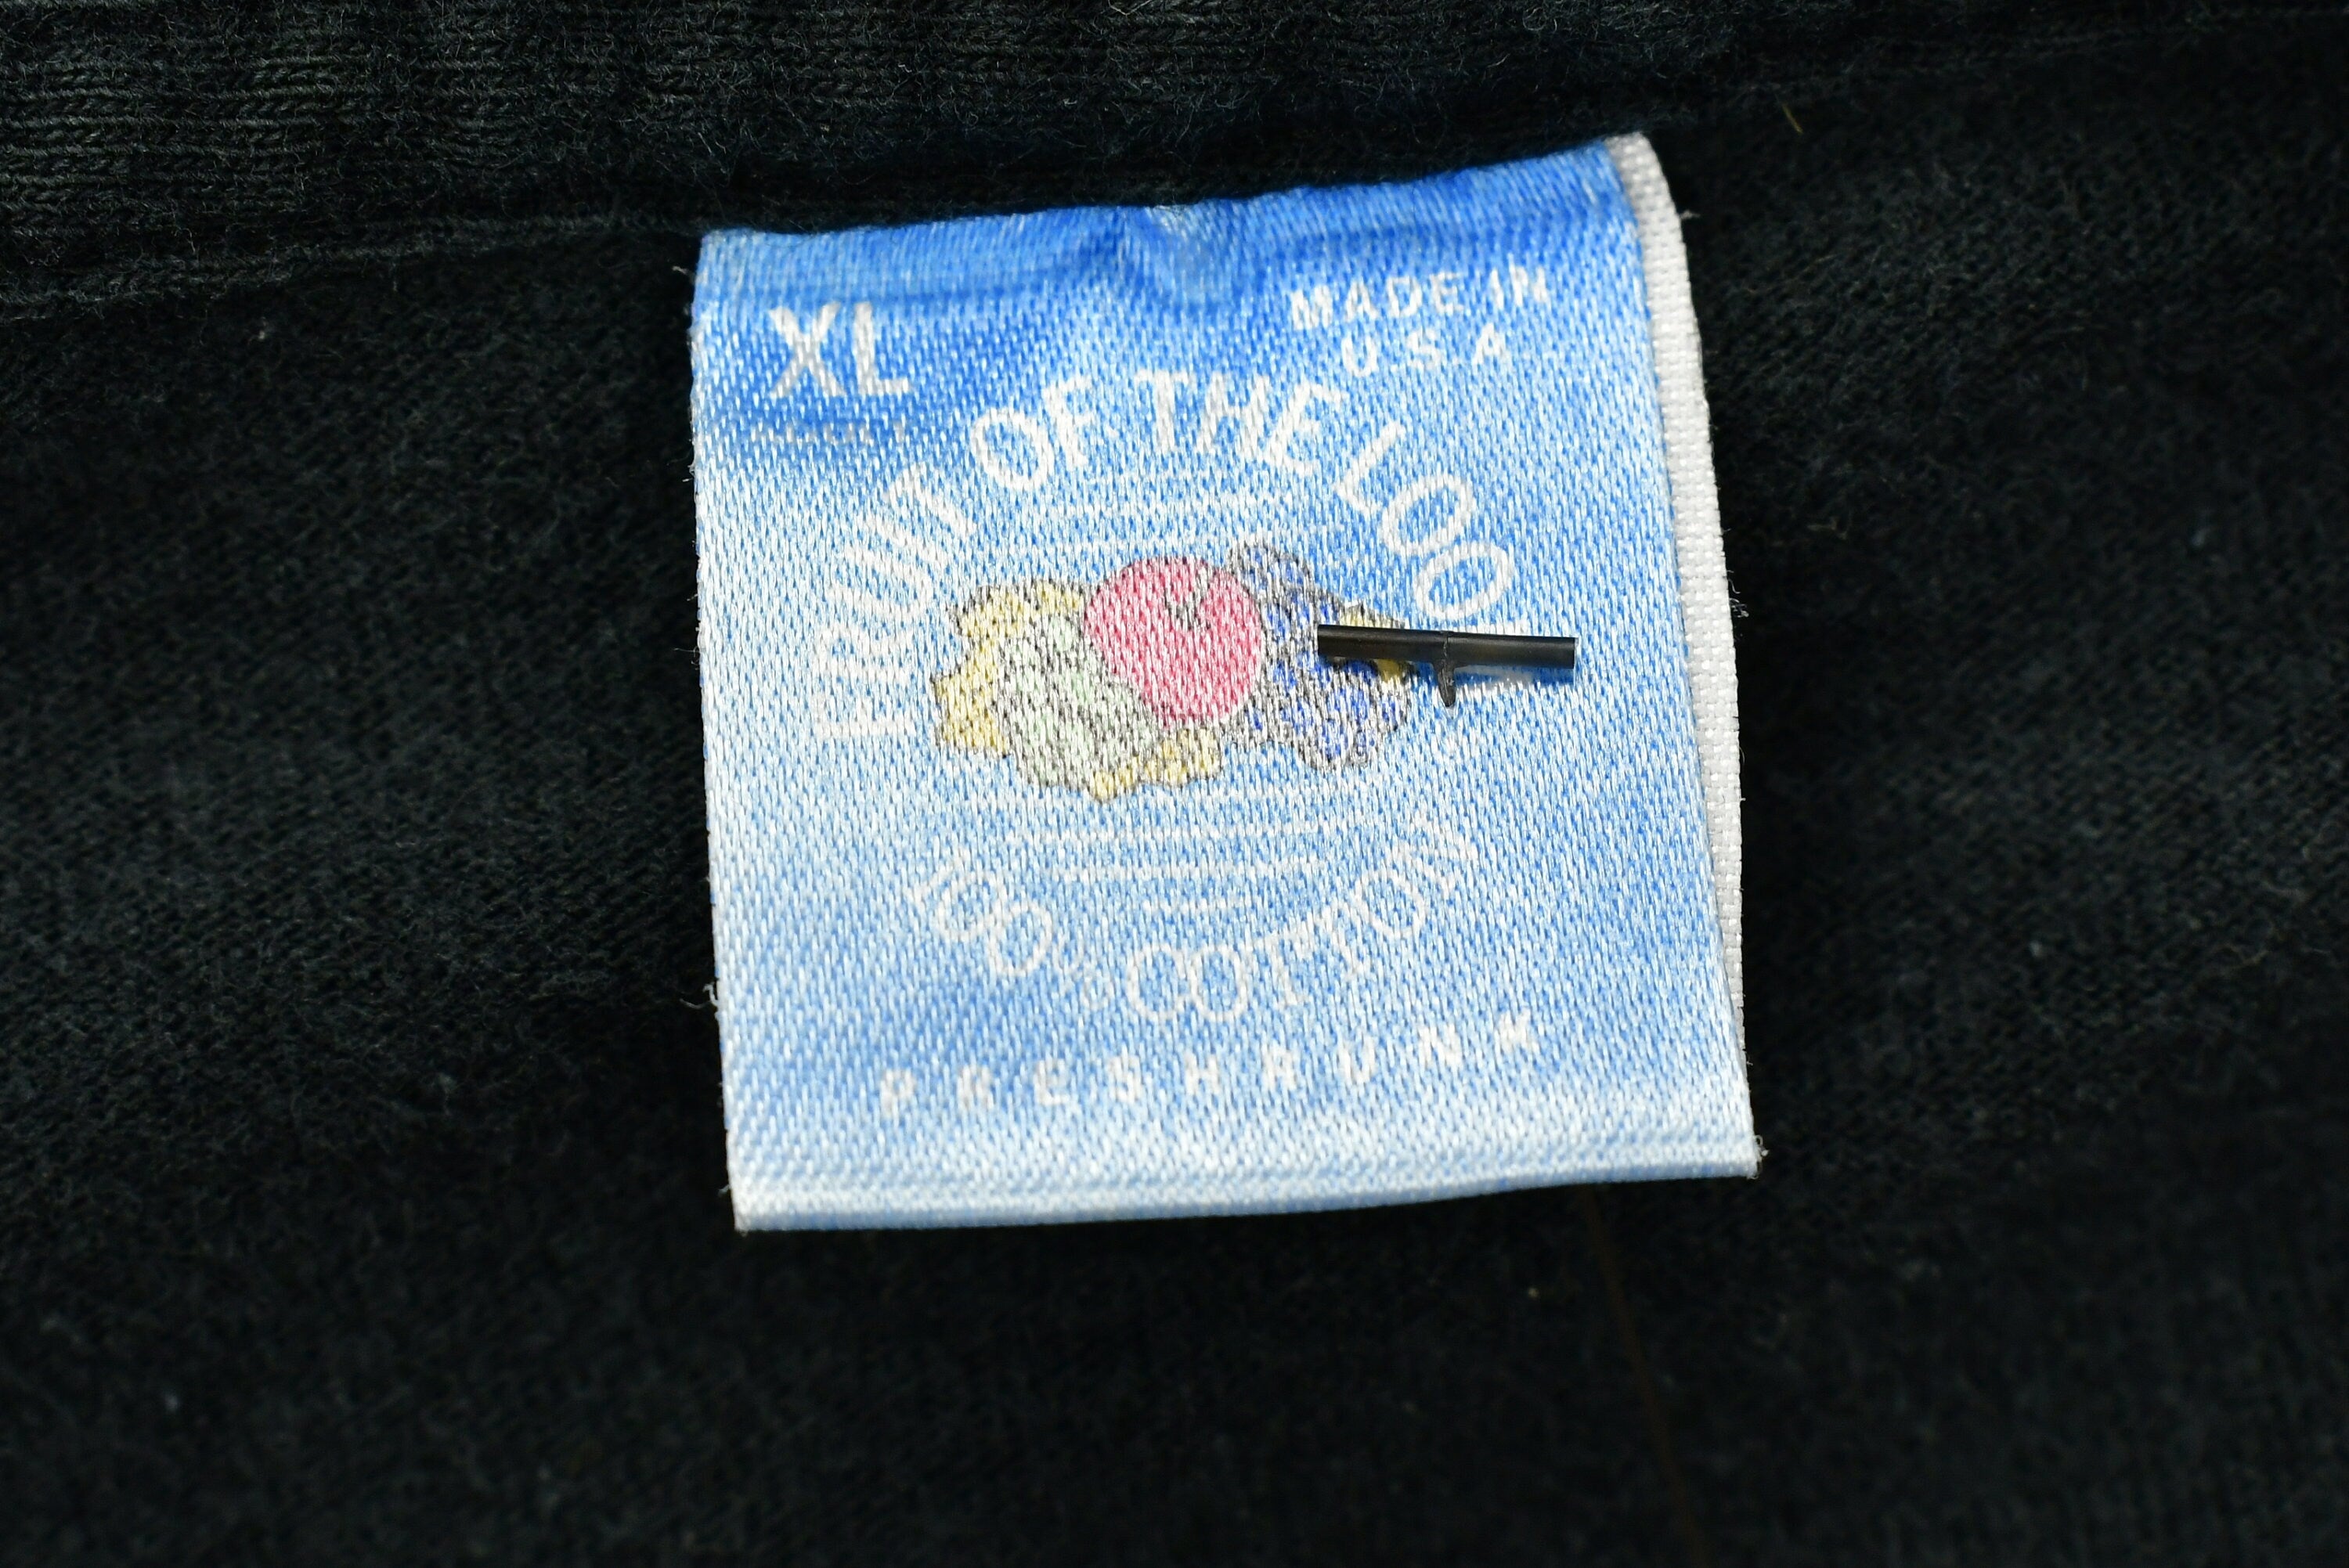 XL
MADE IN
U S A
FRUIT OF THE LOOM
100% COTTON
PRESHRUNK